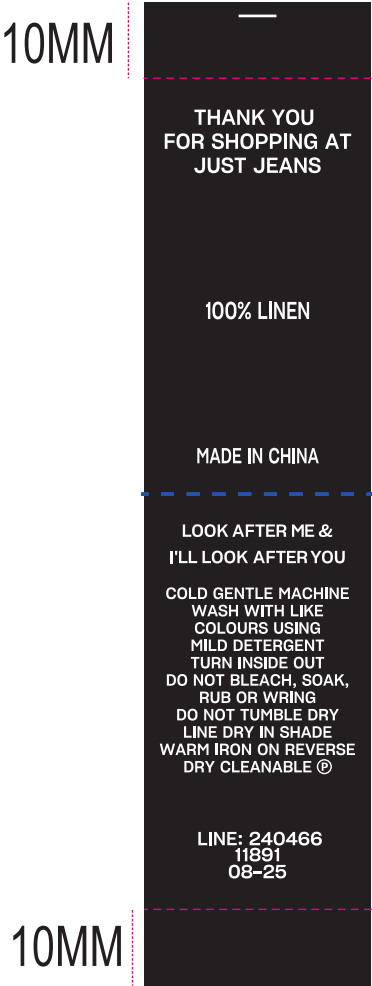 10MM
THANK YOU
FOR SHOPPING AT
JUST JEANS
100% LINEN
MADE IN CHINA
LOOK AFTER ME &
I'LL LOOK AFTER YOU
COLD GENTLE MACHINE
WASH WITH LIKE
COLOURS USING
MILD DETERGENT
TURN INSIDE OUT
DO NOT BLEACH, SOAK,
RUB OR WRING
DO NOT TUMBLE DRY
LINE DRY IN SHADE
WARM IRON ON REVERSE
DRY CLEANABLE Ⓟ
LINE: 240466
11891
08-25
10MM